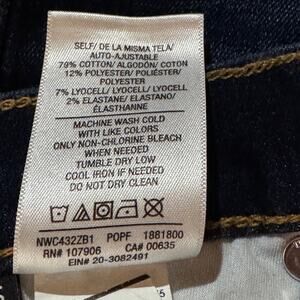 SELF/ DE LA MISMA TELA/
AUTO-AJUSTABLE
79% COTTON/ ALGODÓN/ COTON
12% POLYESTER/ POLIÉSTER/
POLYESTER
7% LYOCELL/ LYOCELL/ LYOCELL
2% ELASTANE/ ELASTANO/
ÉLASTHANNE
MACHINE WASH COLD
WITH LIKE COLORS
ONLY NON-CHLORINE BLEACH
WHEN NEEDED
TUMBLE DRY LOW
COOL IRON IF NEEDED
DO NOT DRY CLEAN
NWC432ZB1 POPF 1881800
RN# 107906 CA# 00635
EIN# 20-3082491